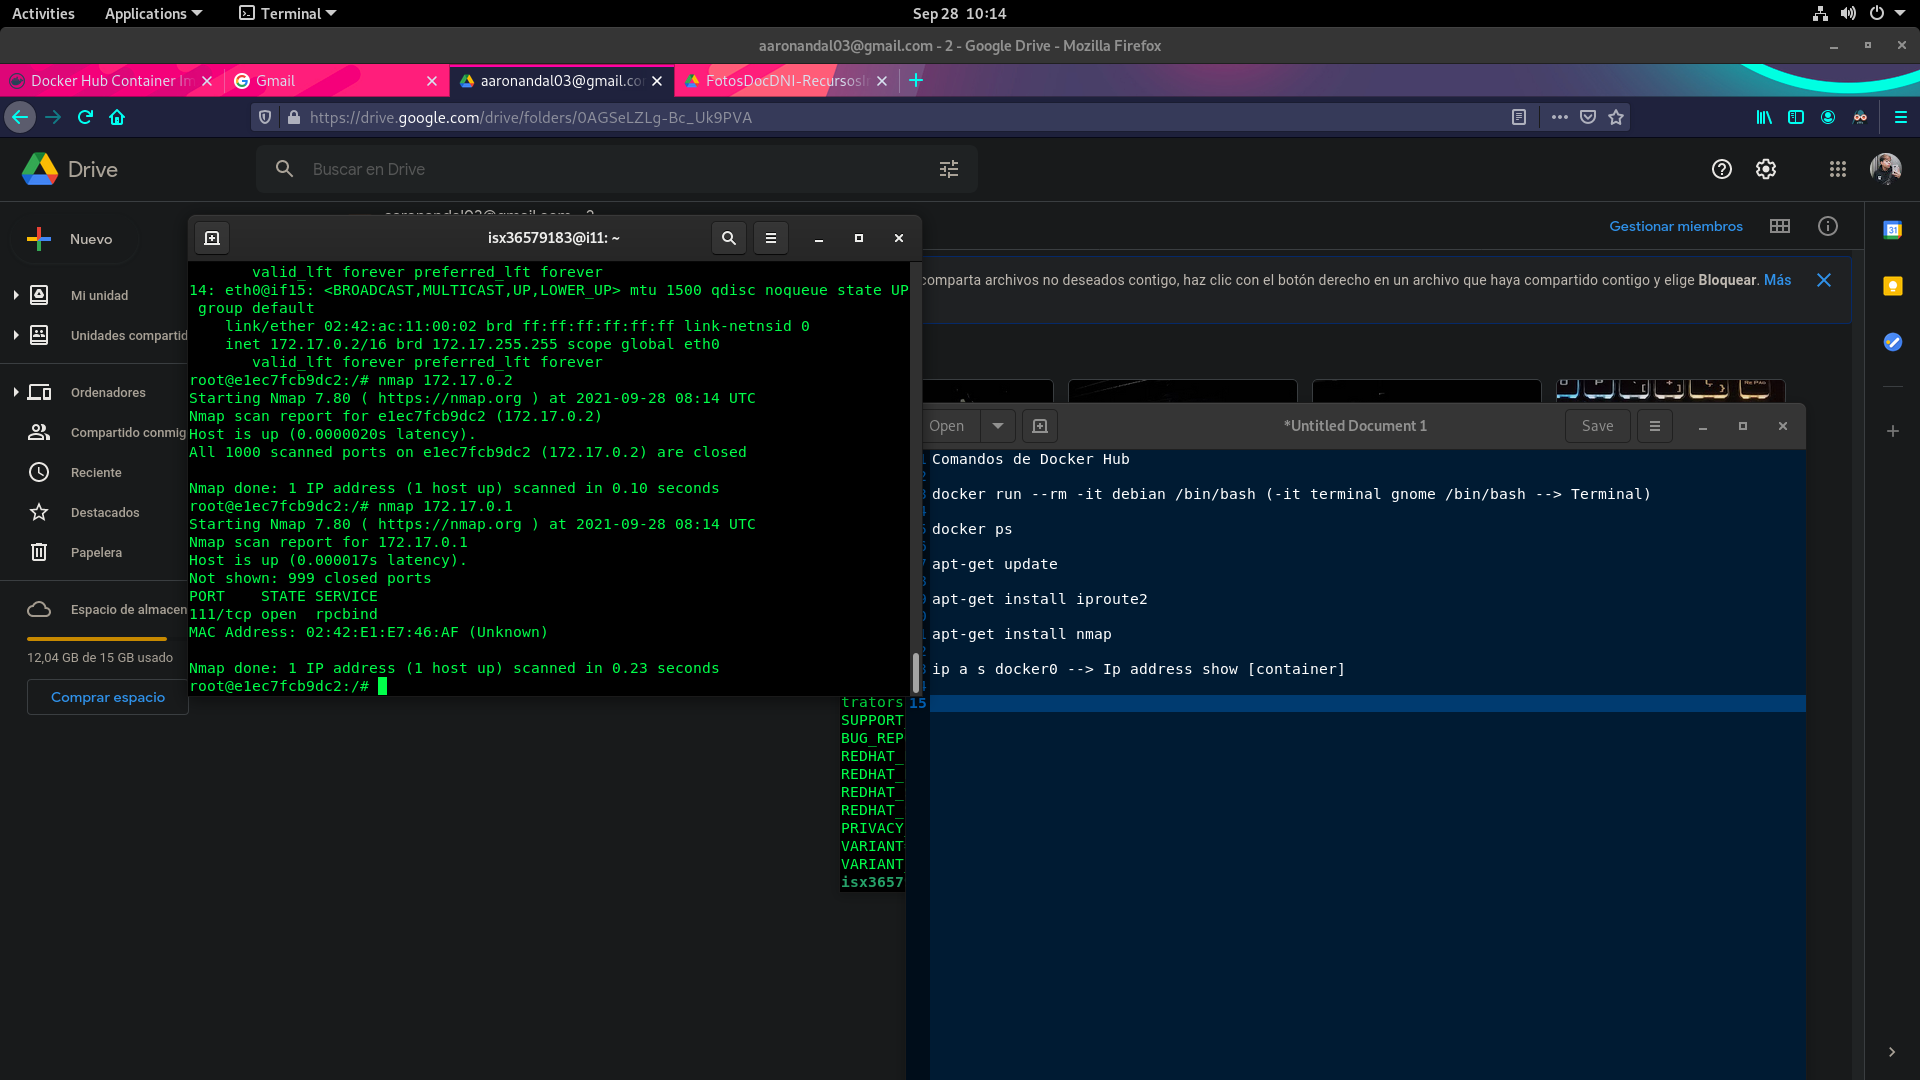 Activities
Applications
Terminal
Sep 28 10:14
aaronandal03@gmail.com - 2 - Google Drive - Mozilla Firefox
Docker Hub Container Im
Gmail
aaronandal03@gmail.co
FotosDocDNI-RecursosI
https://drive.google.com/drive/folders/0AGSeLZLg-Bc_Uk9PVA
Drive
Buscar en Drive
Nuevo
Mi unidad
Unidades compartid
Ordenadores
Compartido conmig
Reciente
Destacados
Papelera
Espacio de almacen
12,04 GB de 15 GB usado
Comprar espacio
Gestionar miembros
comparta archivos no deseados contigo, haz clic con el botón derecho en un archivo que haya compartido contigo y elige Bloquear. Más
31
isx36579183@i11: ~
valid_lft forever preferred_lft forever
14: eth0@if15: <BROADCAST,MULTICAST,UP,LOWER_UP> mtu 1500 qdisc noqueue state UP
group default
link/ether 02:42:ac:11:00:02 brd ff:ff:ff:ff:ff:ff link-netnsid 0
inet 172.17.0.2/16 brd 172.17.255.255 scope global eth0
valid_lft forever preferred_lft forever
root@e1ec7fcb9dc2:/# nmap 172.17.0.2
Starting Nmap 7.80 ( https://nmap.org ) at 2021-09-28 08:14 UTC
Nmap scan report for e1ec7fcb9dc2 (172.17.0.2)
Host is up (0.0000020s latency).
All 1000 scanned ports on e1ec7fcb9dc2 (172.17.0.2) are closed
Nmap done: 1 IP address (1 host up) scanned in 0.10 seconds
root@e1ec7fcb9dc2:/# nmap 172.17.0.1
Starting Nmap 7.80 ( https://nmap.org ) at 2021-09-28 08:14 UTC
Nmap scan report for 172.17.0.1
Host is up (0.000017s latency).
Not shown: 999 closed ports
PORT    STATE SERVICE
111/tcp open  rpcbind
MAC Address: 02:42:E1:E7:46:AF (Unknown)
Nmap done: 1 IP address (1 host up) scanned in 0.23 seconds
root@e1ec7fcb9dc2:/#
trators
SUPPORT_
BUG_REP
REDHAT_
REDHAT_
REDHAT_
REDHAT_
PRIVACY
VARIANT
VARIANT_
isx3657
Open
*Untitled Document 1
Save
Comandos de Docker Hub
docker run --rm -it debian /bin/bash (-it terminal gnome /bin/bash --> Terminal)
docker ps
apt-get update
apt-get install iproute2
apt-get install nmap
ip a s docker0 --> Ip address show [container]
15